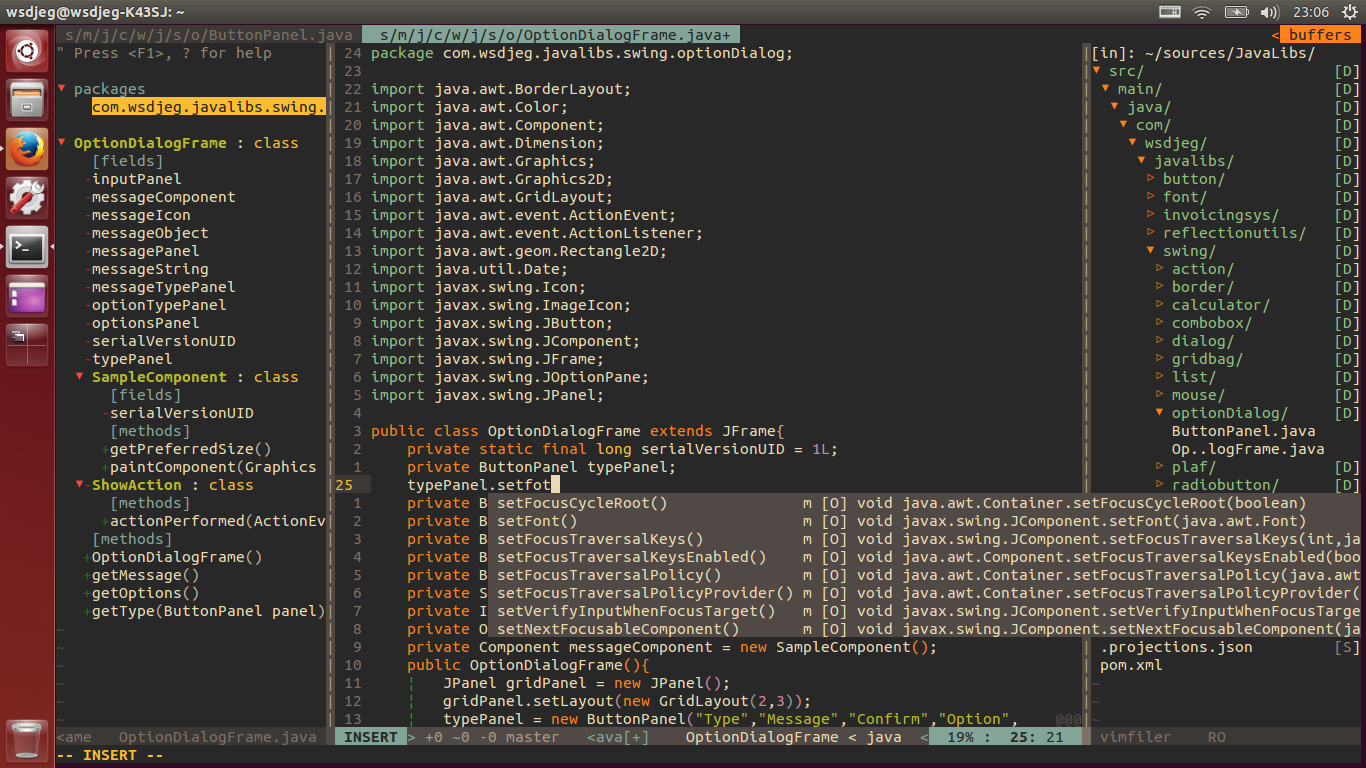 wsdjeg@wsdjeg-K43SJ: ~
23:06
s/m/j/c/w/j/s/o/ButtonPanel.java
s/m/j/c/w/j/s/o/OptionDialogFrame.java+
< buffers
" Press <F1>, ? for help
▼ packages
com.wsdjeg.javalibs.swing.
▼ OptionDialogFrame : class
[fields]
-inputPanel
-messageComponent
-messageIcon
-messageObject
-messagePanel
-messageString
-messageTypePanel
-optionTypePanel
-optionsPanel
-serialVersionUID
-typePanel
▼ SampleComponent : class
[fields]
-serialVersionUID
[methods]
+getPreferredSize()
+paintComponent(Graphics
▼-ShowAction : class
[methods]
+actionPerformed(ActionEv
[methods]
+OptionDialogFrame()
+getMessage()
+getOptions()
+getType(ButtonPanel panel)
~
~
~
~
~
~
<ame OptionDialogFrame.java
24 package com.wsdjeg.javalibs.swing.optionDialog;
23
22 import java.awt.BorderLayout;
21 import java.awt.Color;
20 import java.awt.Component;
19 import java.awt.Dimension;
18 import java.awt.Graphics;
17 import java.awt.Graphics2D;
16 import java.awt.GridLayout;
15 import java.awt.event.ActionEvent;
14 import java.awt.event.ActionListener;
13 import java.awt.geom.Rectangle2D;
12 import java.util.Date;
11 import javax.swing.Icon;
10 import javax.swing.ImageIcon;
9 import javax.swing.JButton;
8 import javax.swing.JComponent;
7 import javax.swing.JFrame;
6 import javax.swing.JOptionPane;
5 import javax.swing.JPanel;
4
3 public class OptionDialogFrame extends JFrame{
2 private static final long serialVersionUID = 1L;
1 private ButtonPanel typePanel;
25 typePanel.setfot
1 private B setFocusCycleRoot() m [O] void java.awt.Container.setFocusCycleRoot(boolean)
2 private B setFont() m [O] void javax.swing.JComponent.setFont(java.awt.Font)
3 private B setFocusTraversalKeys() m [O] void javax.swing.JComponent.setFocusTraversalKeys(int,ja
4 private B setFocusTraversalKeysEnabled() m [O] void java.awt.Component.setFocusTraversalKeysEnabled(boo
5 private B setFocusTraversalPolicy() m [O] void java.awt.Container.setFocusTraversalPolicy(java.awt
6 private S setFocusTraversalPolicyProvider() m [O] void java.awt.Container.setFocusTraversalPolicyProvider(
7 private I setVerifyInputWhenFocusTarget() m [O] void javax.swing.JComponent.setVerifyInputWhenFocusTarge
8 private O setNextFocusableComponent() m [O] void javax.swing.JComponent.setNextFocusableComponent(ja
9 private Component messageComponent = new SampleComponent();
10 public OptionDialogFrame(){
11 ¦ JPanel gridPanel = new JPanel();
12 ¦ gridPanel.setLayout(new GridLayout(2,3));
13 ¦ typePanel = new ButtonPanel("Type","Message","Confirm","Option", @@@
INSERT > +0 ~0 -0 master <ava[+] OptionDialogFrame < java < 19% : 25: 21
[in]: ~/sources/JavaLibs/
▼ src/ [D]
▼ main/ [D]
▼ java/ [D]
▼ com/ [D]
▼ wsdjeg/ [D]
▼ javalibs/ [D]
▷ button/ [D]
▷ font/ [D]
▷ invoicingsys/ [D]
▷ reflectionutils/ [D]
▼ swing/ [D]
▷ action/ [D]
▷ border/ [D]
▷ calculator/ [D]
▷ combobox/ [D]
▷ dialog/ [D]
▷ gridbag/ [D]
▷ list/ [D]
▷ mouse/ [D]
▼ optionDialog/ [D]
ButtonPanel.java
Op..logFrame.java
▷ plaf/ [D]
▷ radiobutton/ [D]
.projections.json [S]
pom.xml
~
~
~
vimfiler RO
-- INSERT --